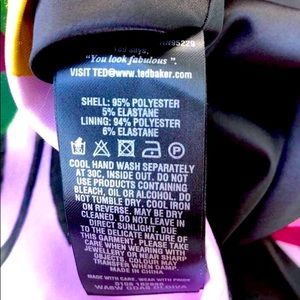 "You look fabulous".
VISIT TED@www.tedbaker.com
SHELL: 95% POLYESTER
5% ELASTANE
LINING: 94% POLYESTER
6% ELASTANE
COOL HAND WASH SEPARATELY
AT 30C, INSIDE OUT. DO NOT
USE PRODUCTS CONTAINING
BLEACH, OIL OR ALCOHOL. DO
NOT TUMBLE DRY. COOL IRON
ON REVERSE. MAY BE DRY
CLEANED. DO NOT LEAVE IN
DIRECT SUNLIGHT. DUE
TO THE DELICATE NATURE OF
THIS GARMENT, PLEASE TAKE
CARE WHEN WEARING WITH
JEWELLERY AND OTHER
OBJECTS. COLOUR MAY
TRANSFER WHEN DAMP.
MADE IN CHINA
MADE WITH CARE, WEAR WITH PRIDE